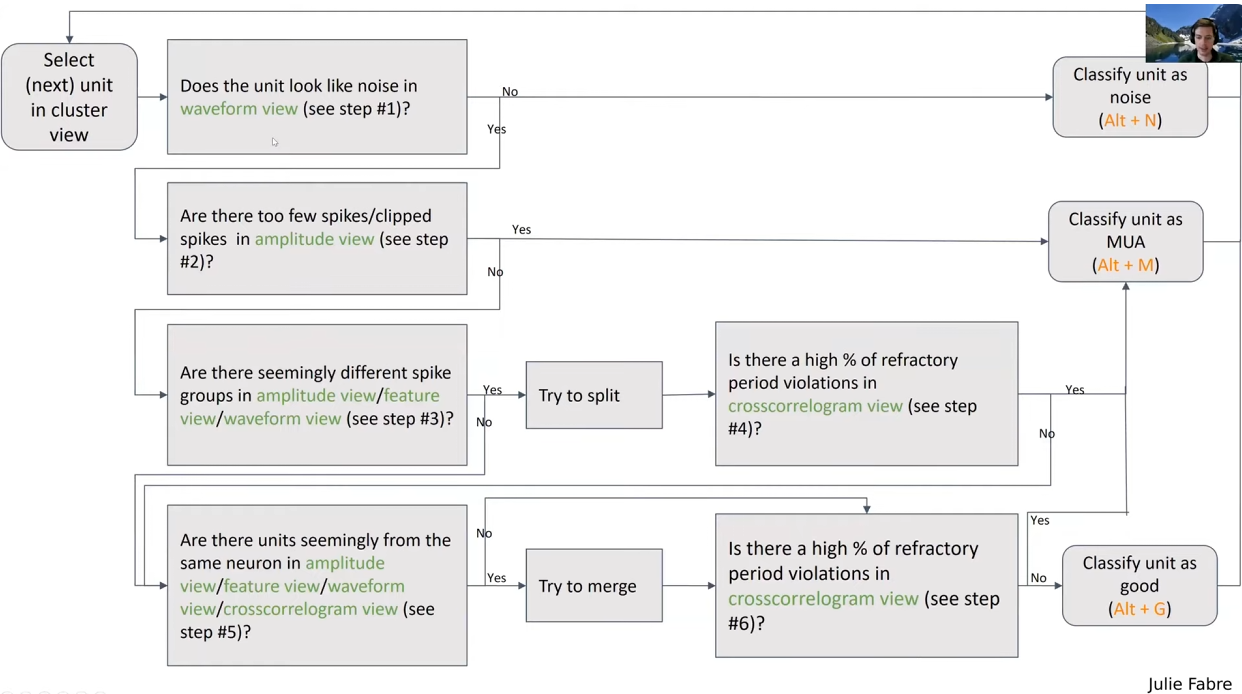 Select
(next) unit
in cluster
view
Does the unit look like noise in
waveform view (see step #1)?
No
Yes
Classify unit as
noise
(Alt + N)
Are there too few spikes/clipped
spikes in amplitude view (see step
#2)?
Yes
No
Classify unit as
MUA
(Alt + M)
Are there seemingly different spike
groups in amplitude view/feature
view/waveform view (see step #3)?
Yes
No
Try to split
Is there a high % of refractory
period violations in
crosscorrelogram view (see step
#4)?
Yes
No
Are there units seemingly from the
same neuron in amplitude
view/feature view/waveform
view/crosscorrelogram view (see
step #5)?
No
Yes
Try to merge
Is there a high % of refractory
period violations in
crosscorrelogram view (see step
#6)?
Yes
No
Classify unit as
good
(Alt + G)
Julie Fabre